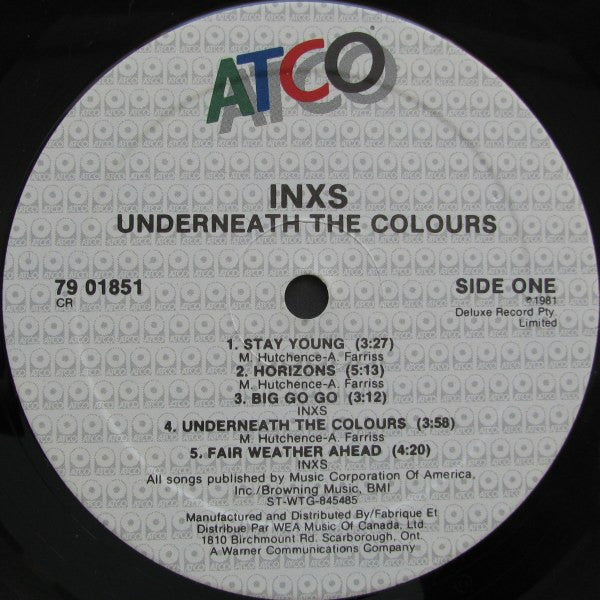 ATCO
INXS
UNDERNEATH THE COLOURS
79 01851
CR
SIDE ONE
℗1981
Deluxe Record Pty.
Limited
1. STAY YOUNG (3:27)
M. Hutchence-A. Farriss
2. HORIZONS (5:13)
M. Hutchence-A. Farriss
3. BIG GO GO (3:12)
INXS
4. UNDERNEATH THE COLOURS (3:58)
M. Hutchence-A. Farriss
5. FAIR WEATHER AHEAD (4:20)
INXS
All songs published by Music Corporation Of America,
Inc./Browning Music, BMI
ST-WTG-845485
Manufactured and Distributed By/Fabrique Et
Distribue Par WEA Music Of Canada, Ltd.
1810 Birchmount Rd. Scarborough, Ont.
A Warner Communications Company